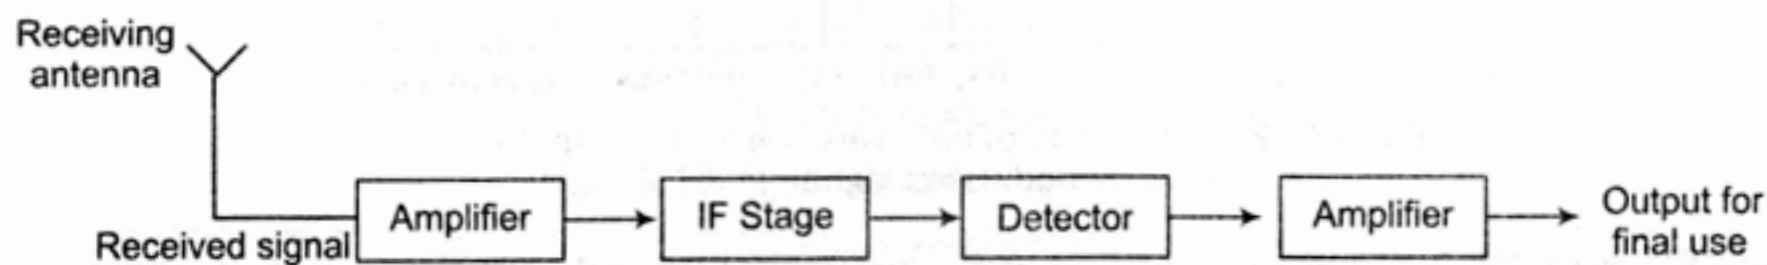 Receiving
antenna
Received signal
Amplifier
IF Stage
Detector
Amplifier
Output for
final use